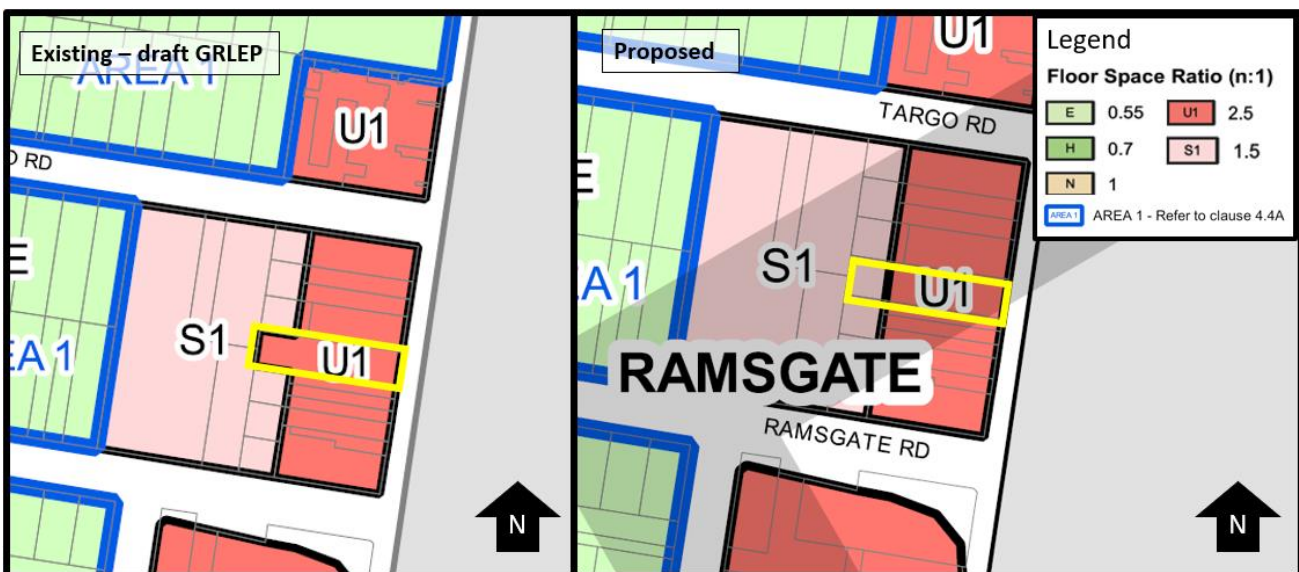 Existing – draft GRLEP
AREA 1
U1
D RD
E
EA 1
S1
U1
N
Proposed
U1
TARGO RD
E
A 1
S1
U1
RAMSGATE
RAMSGATE RD
N
Legend
Floor Space Ratio (n:1)
E 0.55 U1 2.5
H 0.7 S1 1.5
N 1
AREA 1 AREA 1 - Refer to clause 4.4A